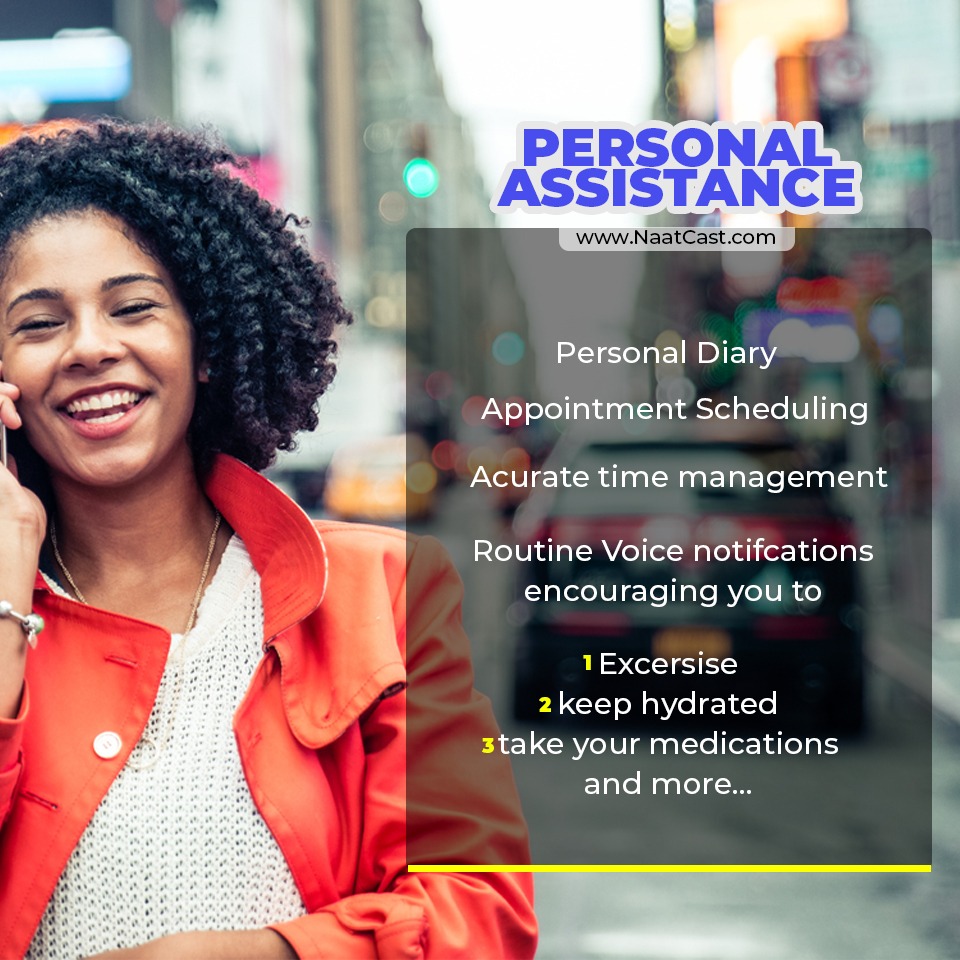 PERSONAL
ASSISTANCE
www.NaatCast.com
Personal Diary
Appointment Scheduling
Acurate time management
Routine Voice notifcations
encouraging you to
1 Excersise
2 keep hydrated
3 take your medications
and more...